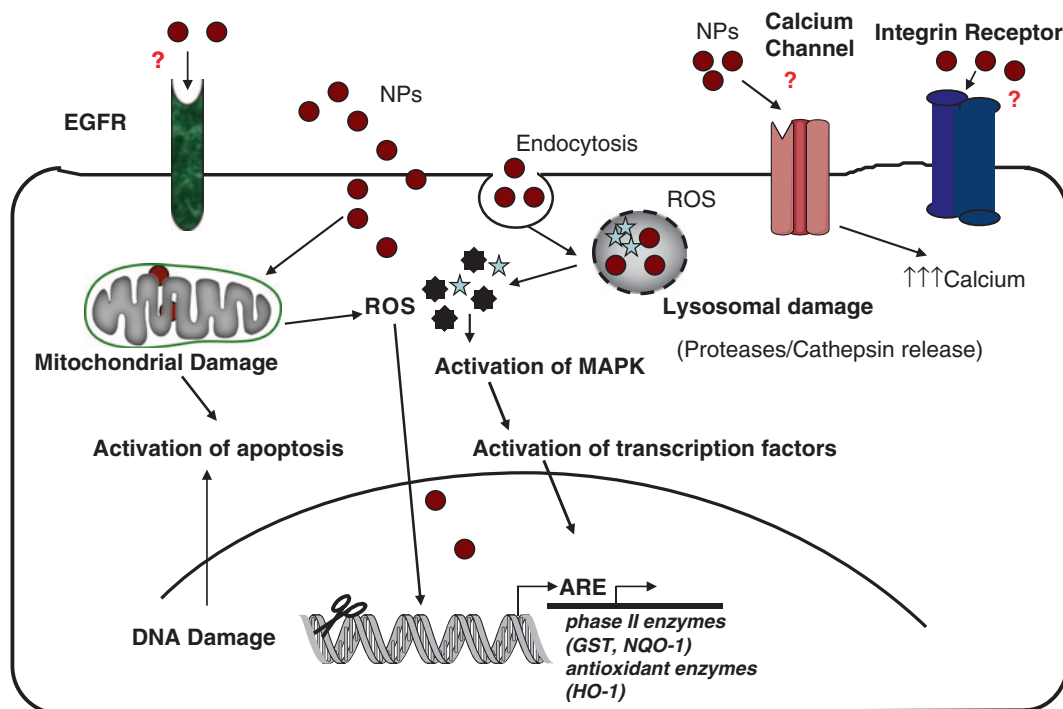 ?
EGFR
NPs
Endocytosis
NPs
Calcium
Channel
?
Integrin Receptor
?
ROS
↑↑↑Calcium
Lysosomal damage
(Proteases/Cathepsin release)
ROS
Mitochondrial Damage
Activation of MAPK
Activation of apoptosis
Activation of transcription factors
DNA Damage
ARE
phase II enzymes
(GST, NQO-1)
antioxidant enzymes
(HO-1)